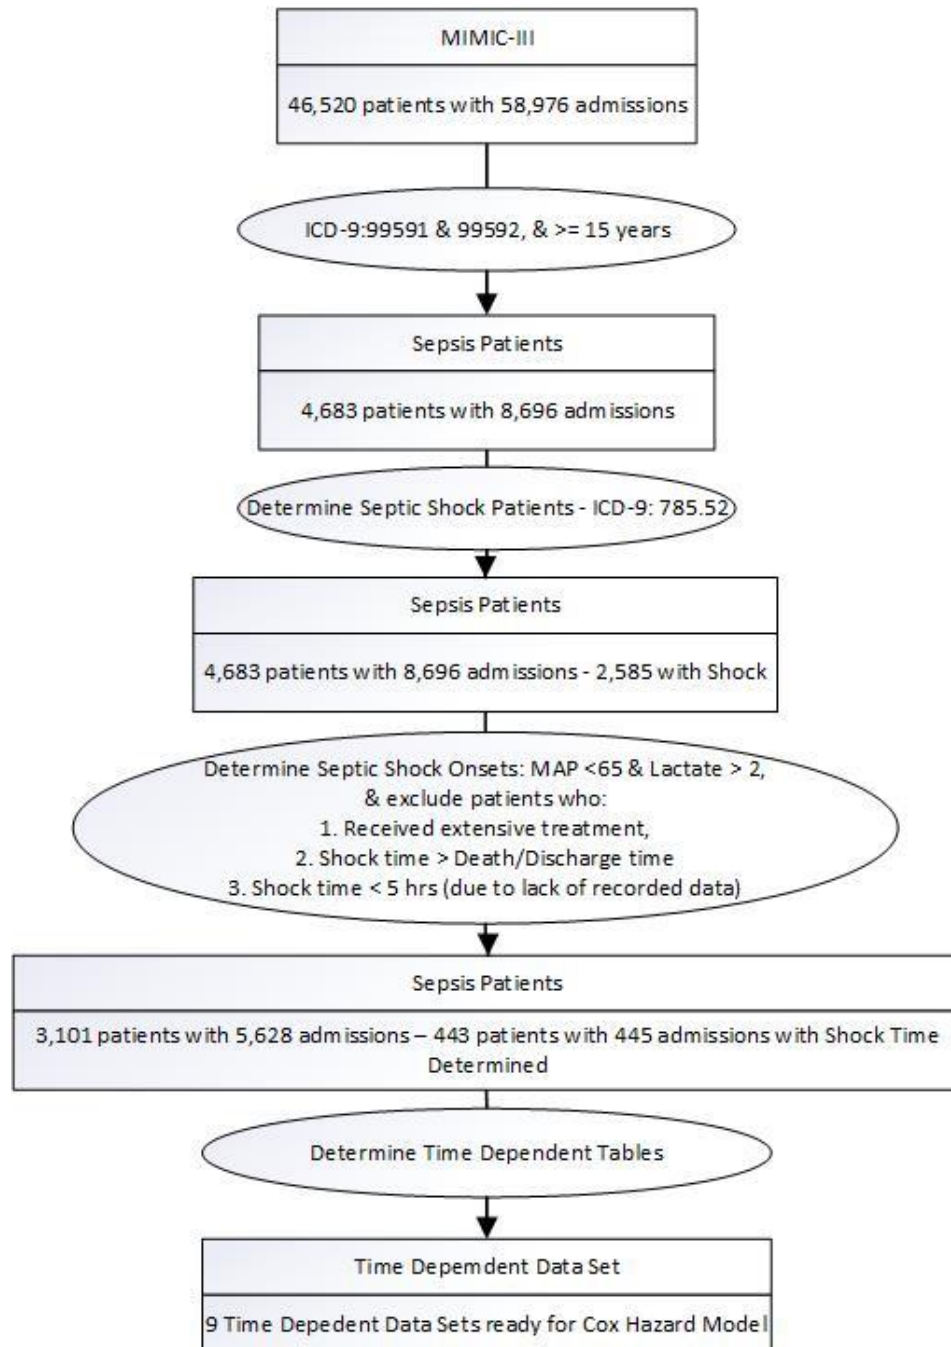 MIMIC-III
46,520 patients with 58,976 admissions
ICD-9:99591 & 99592, & >= 15 years
Sepsis Patients
4,683 patients with 8,696 admissions
Determine Septic Shock Patients - ICD-9: 785.52
Sepsis Patients
4,683 patients with 8,696 admissions - 2,585 with Shock
Determine Septic Shock Onsets: MAP <65 & Lactate > 2,
& exclude patients who:
1. Received extensive treatment,
2. Shock time > Death/Discharge time
3. Shock time < 5 hrs (due to lack of recorded data)
Sepsis Patients
3,101 patients with 5,628 admissions – 443 patients with 445 admissions with Shock Time
Determined
Determine Time Dependent Tables
Time Depemdent Data Set
9 Time Depedent Data Sets ready for Cox Hazard Model